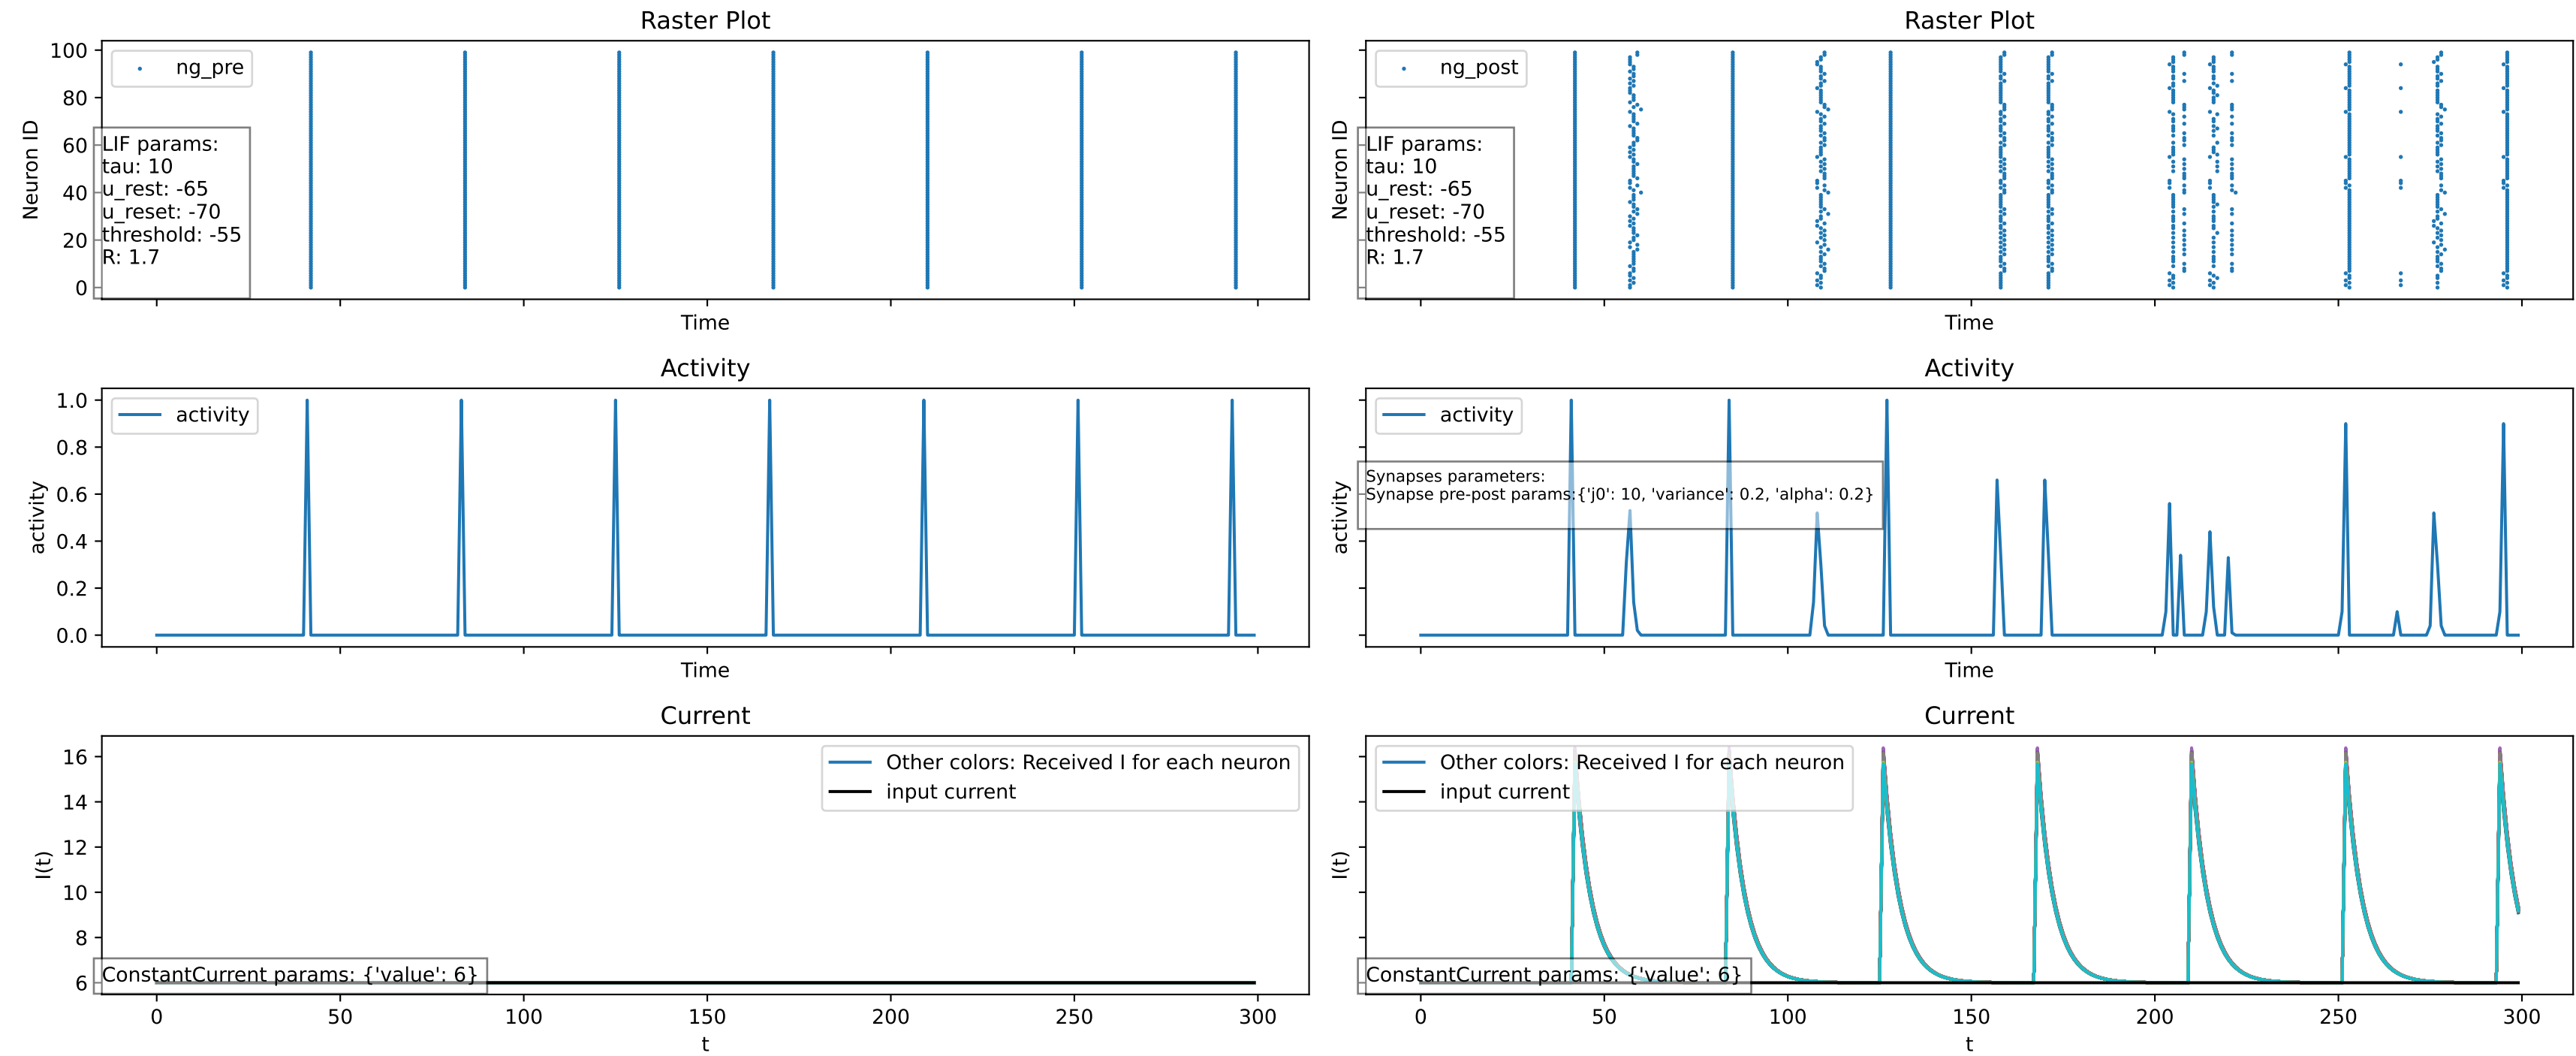 Raster Plot
ng_pre
Neuron ID
100
80
60
40
20
0
LIF params:
tau: 10
u_rest: -65
u_reset: -70
threshold: -55
R: 1.7
Time
Raster Plot
ng_post
Neuron ID
LIF params:
tau: 10
u_rest: -65
u_reset: -70
threshold: -55
R: 1.7
Time
Activity
activity
activity
1.0
0.8
0.6
0.4
0.2
0.0
Time
Activity
activity
activity
Synapses parameters:
Synapse pre-post params:{'j0': 10, 'variance': 0.2, 'alpha': 0.2}
Time
Current
Other colors: Received I for each neuron
input current
I(t)
16
14
12
10
8
6
ConstantCurrent params: {'value': 6}
0 50 100 150 200 250 300
t
Current
Other colors: Received I for each neuron
input current
I(t)
ConstantCurrent params: {'value': 6}
0 50 100 150 200 250 300
t